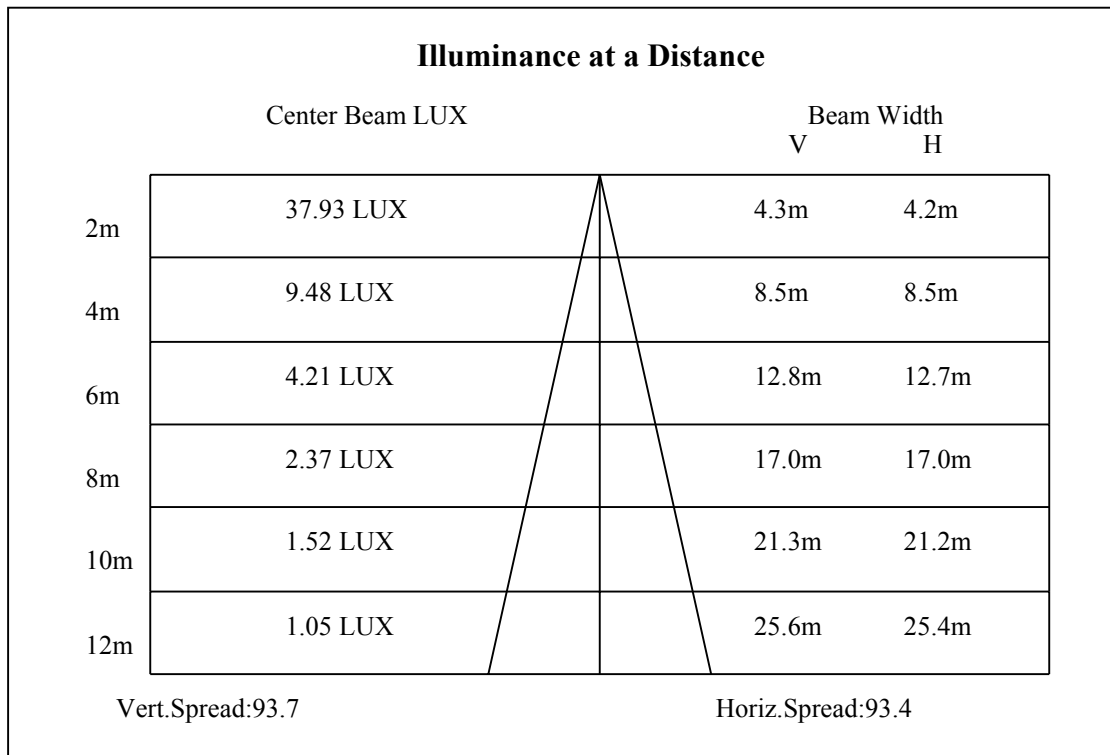 Illuminance at a Distance
Center Beam LUX Beam Width
V H
37.93 LUX 4.3m 4.2m
2m
9.48 LUX 8.5m 8.5m
4m
4.21 LUX 12.8m 12.7m
6m
2.37 LUX 17.0m 17.0m
8m
1.52 LUX 21.3m 21.2m
10m
1.05 LUX 25.6m 25.4m
12m
Vert.Spread:93.7 Horiz.Spread:93.4